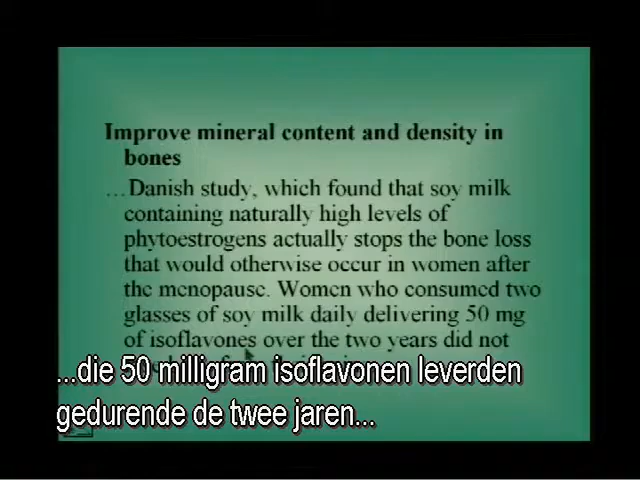 Improve mineral content and density in
bones
…Danish study, which found that soy milk
containing naturally high levels of
phytoestrogens actually stops the bone loss
that would otherwise occur in women after
the menopause. Women who consumed two
glasses of soy milk daily delivering 50 mg
of isoflavones over the two years did not
...die 50 milligram isoflavonen leverden
gedurende de twee jaren...